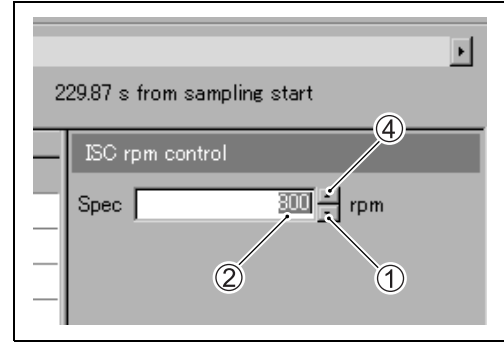 229.87 s from sampling start
④
ISC rpm control
Spec 800 rpm
② ①